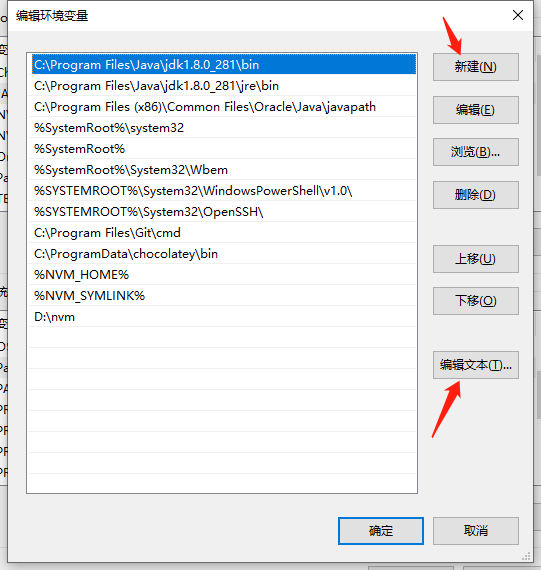 编辑环境变量
C:\Program Files\Java\jdk1.8.0_281\bin
C:\Program Files\Java\jdk1.8.0_281\jre\bin
C:\Program Files (x86)\Common Files\Oracle\Java\javapath
%SystemRoot%\system32
%SystemRoot%
%SystemRoot%\System32\Wbem
%SYSTEMROOT%\System32\WindowsPowerShell\v1.0\
%SYSTEMROOT%\System32\OpenSSH\
C:\Program Files\Git\cmd
C:\ProgramData\chocolatey\bin
%NVM_HOME%
%NVM_SYMLINK%
D:\nvm
新建(N)
编辑(E)
浏览(B)...
删除(D)
上移(U)
下移(O)
编辑文本(T)...
确定
取消